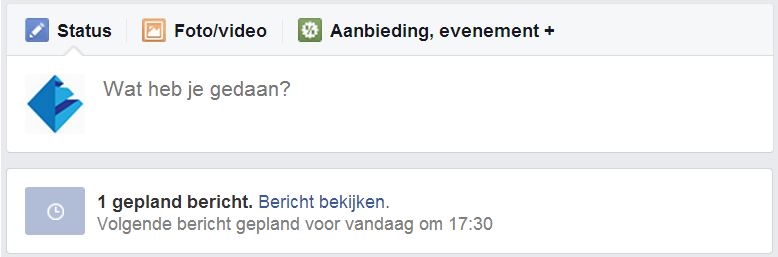 Status Foto/video Aanbieding, evenement +
Wat heb je gedaan?
1 gepland bericht. Bericht bekijken.
Volgende bericht gepland voor vandaag om 17:30